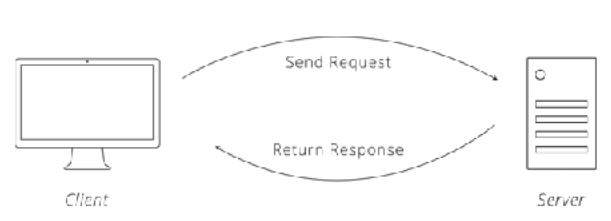 Send Request
Return Response
Client
Server